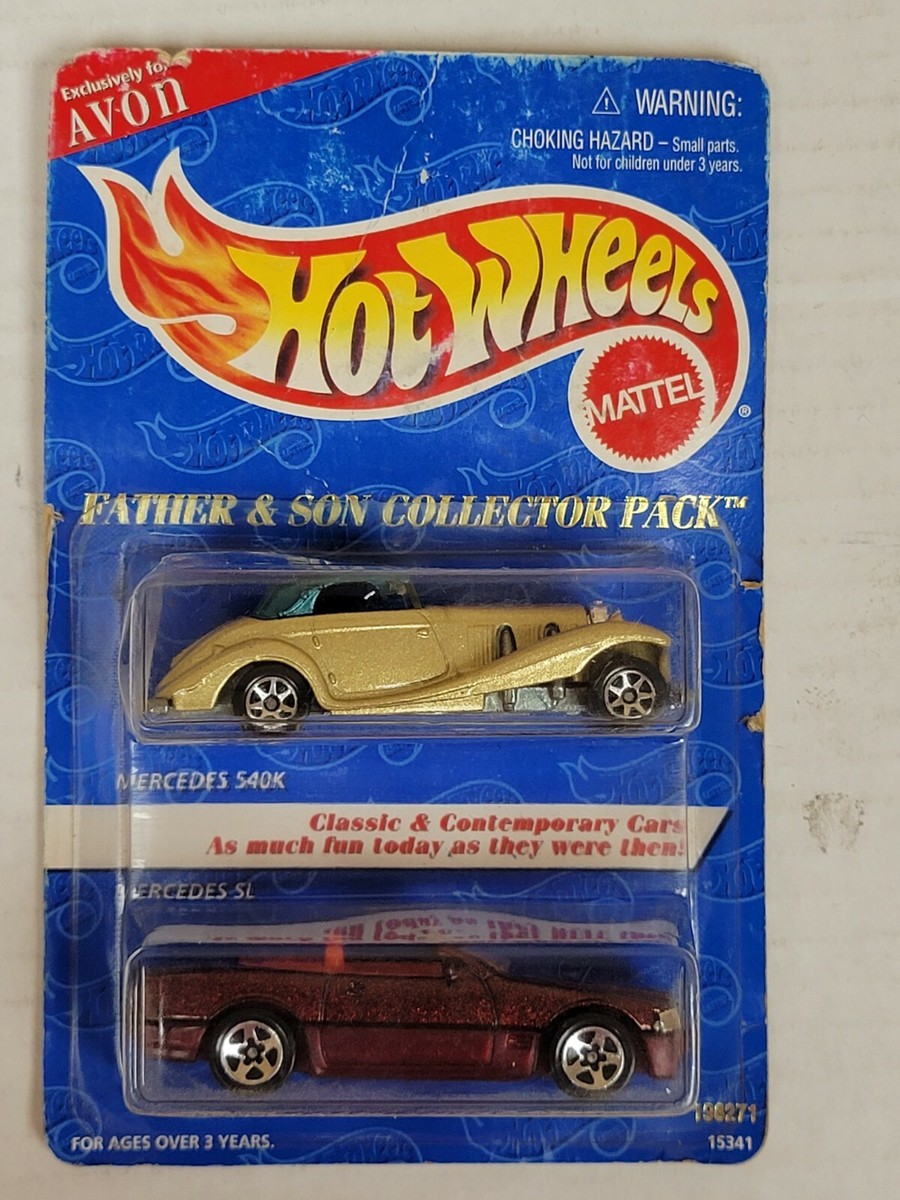 Exclusively for
AVON
WARNING:
CHOKING HAZARD – Small parts.
Not for children under 3 years.
HOT WHEELS
MATTEL
®
FATHER & SON COLLECTOR PACK™
MERCEDES 540K
Classic & Contemporary Cars
As much fun today as they were then!
MERCEDES SL
198271
FOR AGES OVER 3 YEARS.
15341